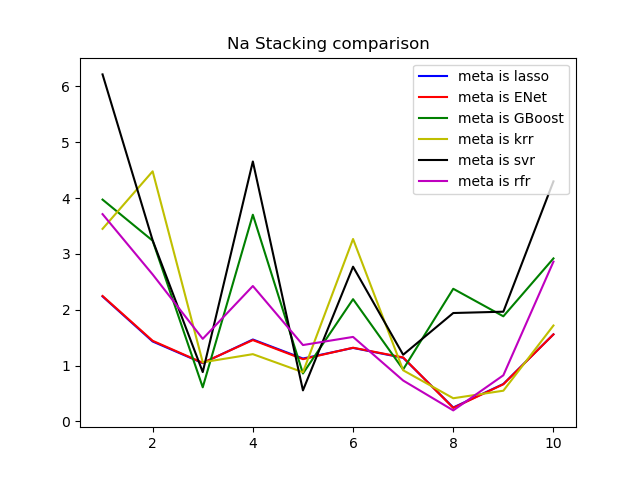 Na Stacking comparison
meta is lasso
meta is ENet
meta is GBoost
meta is krr
meta is svr
meta is rfr
6
5
4
3
2
1
0
2 4 6 8 10